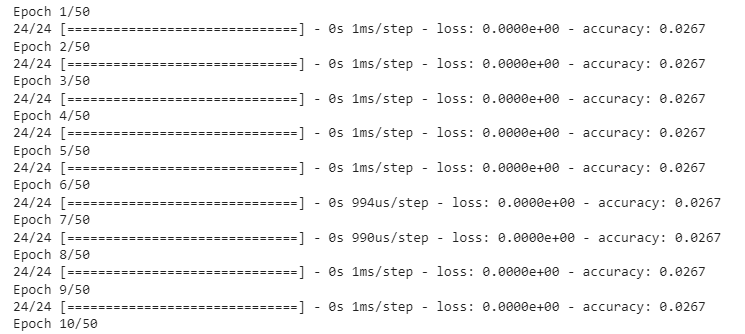 Epoch 1/50
24/24 [==============================] - 0s 1ms/step - loss: 0.0000e+00 - accuracy: 0.0267
Epoch 2/50
24/24 [==============================] - 0s 1ms/step - loss: 0.0000e+00 - accuracy: 0.0267
Epoch 3/50
24/24 [==============================] - 0s 1ms/step - loss: 0.0000e+00 - accuracy: 0.0267
Epoch 4/50
24/24 [==============================] - 0s 1ms/step - loss: 0.0000e+00 - accuracy: 0.0267
Epoch 5/50
24/24 [==============================] - 0s 1ms/step - loss: 0.0000e+00 - accuracy: 0.0267
Epoch 6/50
24/24 [==============================] - 0s 994us/step - loss: 0.0000e+00 - accuracy: 0.0267
Epoch 7/50
24/24 [==============================] - 0s 990us/step - loss: 0.0000e+00 - accuracy: 0.0267
Epoch 8/50
24/24 [==============================] - 0s 1ms/step - loss: 0.0000e+00 - accuracy: 0.0267
Epoch 9/50
24/24 [==============================] - 0s 1ms/step - loss: 0.0000e+00 - accuracy: 0.0267
Epoch 10/50